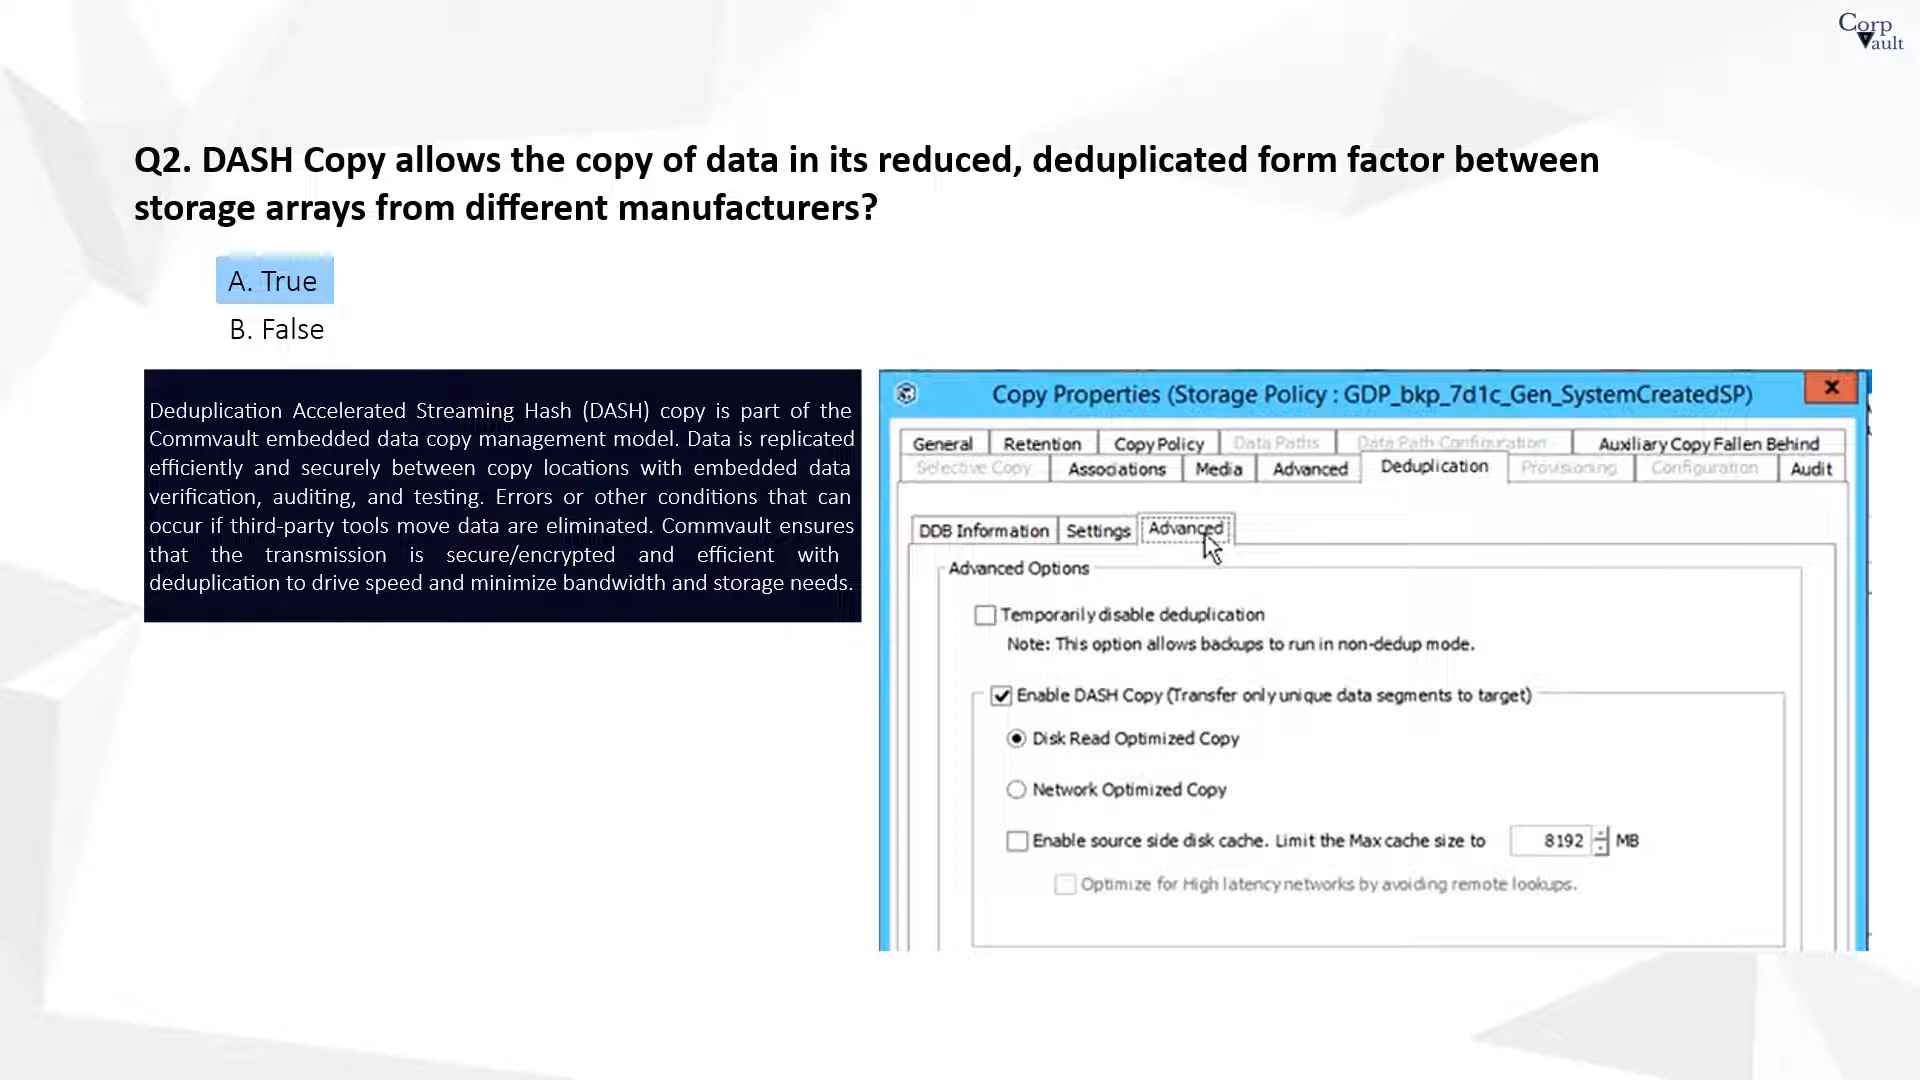 Corp
Vault
Q2. DASH Copy allows the copy of data in its reduced, deduplicated form factor between
storage arrays from different manufacturers?
A. True
B. False
Deduplication Accelerated Streaming Hash (DASH) copy is part of the
Commvault embedded data copy management model. Data is replicated
efficiently and securely between copy locations with embedded data
verification, auditing, and testing. Errors or other conditions that can
occur if third-party tools move data are eliminated. Commvault ensures
that the transmission is secure/encrypted and efficient with
deduplication to drive speed and minimize bandwidth and storage needs.
Copy Properties (Storage Policy : GDP_bkp_7d1c_Gen_SystemCreatedSP)
General Retention Copy Policy Data Paths Data Path Configuration Auxiliary Copy Fallen Behind
Selective Copy Associations Media Advanced Deduplication Provisioning Configuration Audit
DDB Information Settings Advanced
Advanced Options
Temporarily disable deduplication
Note: This option allows backups to run in non-dedup mode.
Enable DASH Copy (Transfer only unique data segments to target)
Disk Read Optimized Copy
Network Optimized Copy
Enable source side disk cache. Limit the Max cache size to 8192 MB
Optimize for High latency networks by avoiding remote lookups.